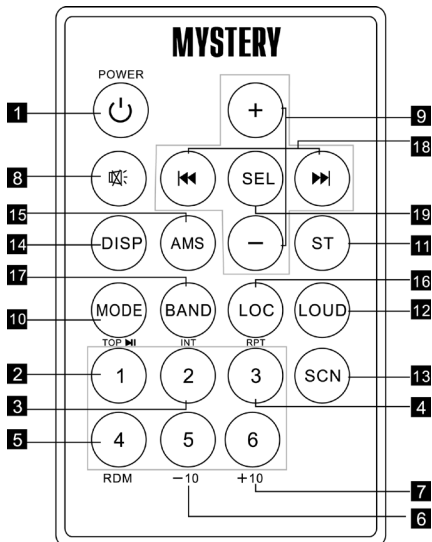 MYSTERY
POWER
1
+
9
18
8
SEL
15
19
14
DISP
AMS
−
ST
11
17
16
10
MODE
BAND
LOC
LOUD
12
TOP
INT
RPT
2
1
2
3
SCN
13
3
4
5
4
5
6
RDM
−10
+10
7
6